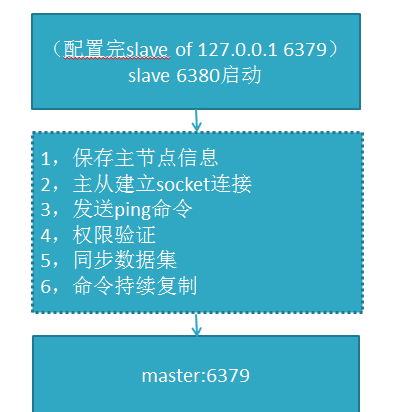 （配置完slave of 127.0.0.1 6379）
slave 6380启动
1，保存主节点信息
2，主从建立socket连接
3，发送ping命令
4，权限验证
5，同步数据集
6，命令持续复制
master:6379